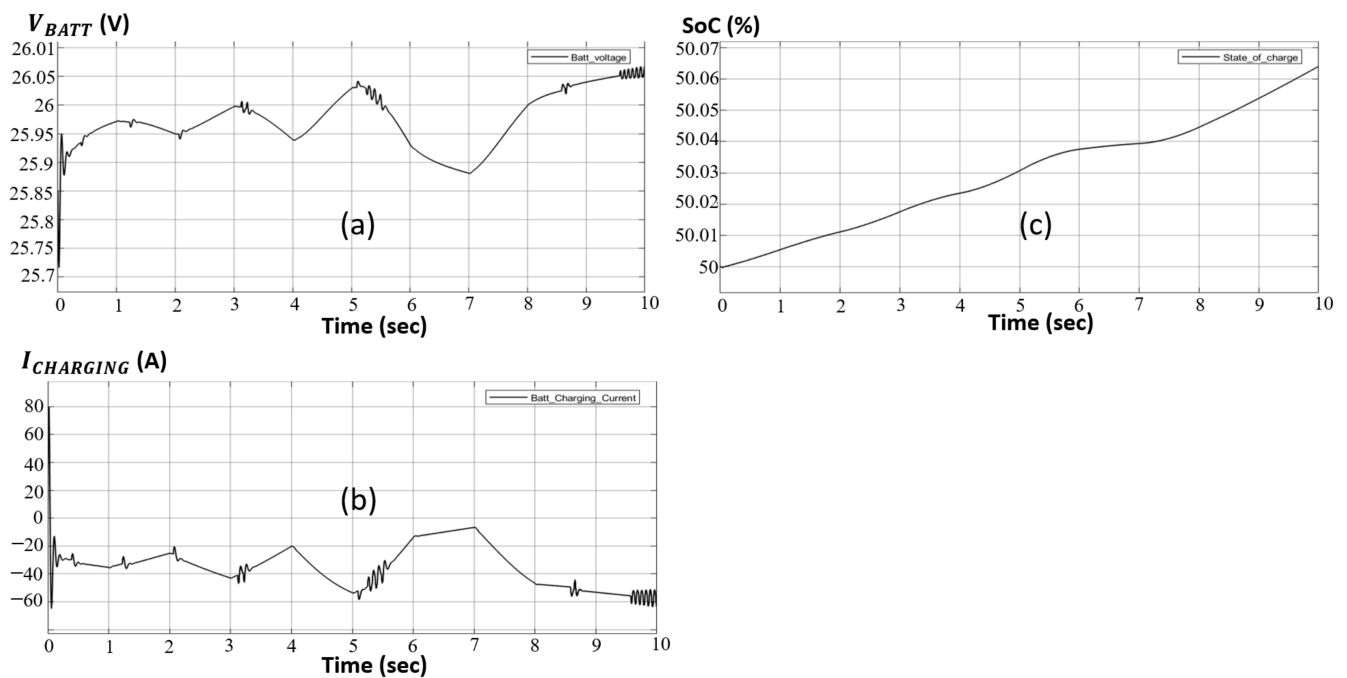 V_BATT (V)
26.01
26.05
26
25.95
25.9
25.85
25.8
25.75
25.7
Batt_voltage
(a)
0 1 2 3 4 5 6 7 8 9 10
Time (sec)
SoC (%)
50.07
50.06
50.05
50.04
50.03
50.02
50.01
50
State_of_charge
(c)
0 1 2 3 4 5 6 7 8 9 10
Time (sec)
I_CHARGING (A)
80
60
40
20
0
−20
−40
−60
Batt_Charging_Current
(b)
0 1 2 3 4 5 6 7 8 9 10
Time (sec)